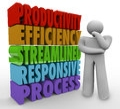 PRODUCTIVITY
EFFICIENCY
STREAMLINED
RESPONSIVE
PROCESS